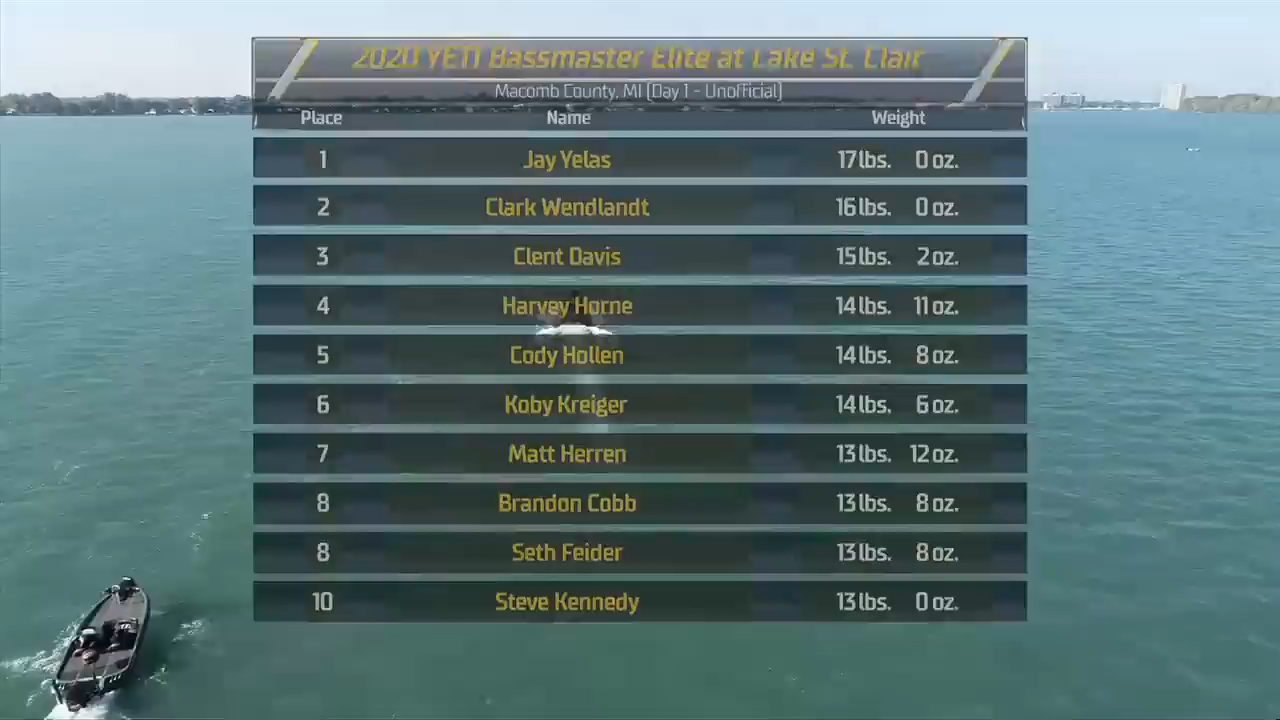 2020 YETI Bassmaster Elite at Lake St. Clair
Macomb County, MI [Day 1 - Unofficial]
Place Name Weight
1 Jay Yelas 17 lbs. 0 oz.
2 Clark Wendlandt 16 lbs. 0 oz.
3 Clent Davis 15 lbs. 2 oz.
4 Harvey Horne 14 lbs. 11 oz.
5 Cody Hollen 14 lbs. 8 oz.
6 Koby Kreiger 14 lbs. 6 oz.
7 Matt Herren 13 lbs. 12 oz.
8 Brandon Cobb 13 lbs. 8 oz.
8 Seth Feider 13 lbs. 8 oz.
10 Steve Kennedy 13 lbs. 0 oz.